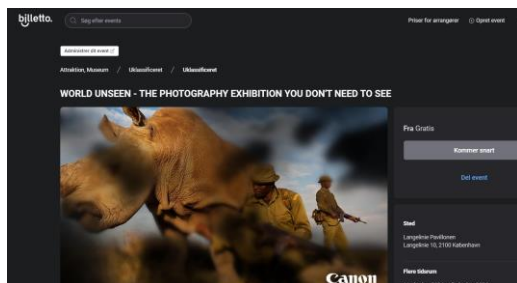 billetto.
Søg efter events
Priser for arrangører
Opret event
Administrer dit event
Attraktion, Museum / Uklassificeret / Uklassificeret
WORLD UNSEEN - THE PHOTOGRAPHY EXHIBITION YOU DON'T NEED TO SEE
Fra Gratis
Kommer snart
Del event
Sted
Langelinie Pavillonen
Langelinie 10, 2100 København
Flere tidsrum
Canon